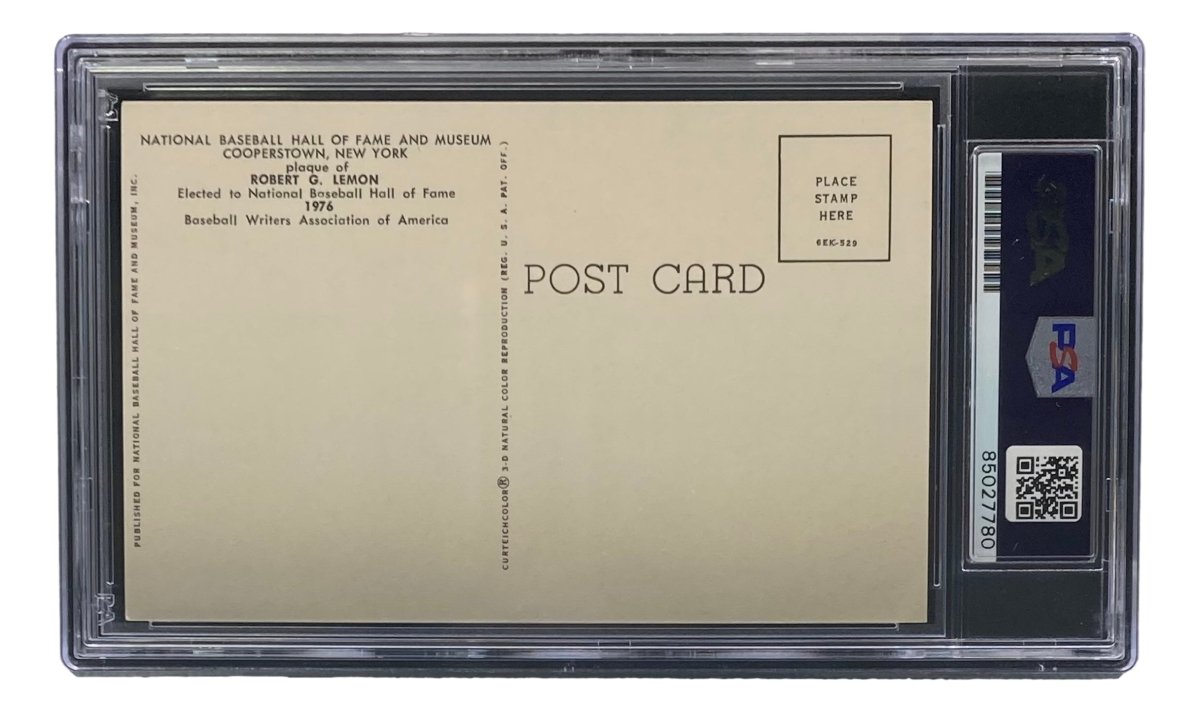 NATIONAL BASEBALL HALL OF FAME AND MUSEUM
COOPERSTOWN, NEW YORK
plaque of
ROBERT G. LEMON
Elected to National Baseball Hall of Fame
1976
Baseball Writers Association of America
PUBLISHED FOR NATIONAL BASEBALL HALL OF FAME AND MUSEUM, INC.
CURTEICHCOLOR® 3-D NATURAL COLOR REPRODUCTION (REG. U. S. A. PAT. OFF.)
POST CARD
PLACE
STAMP
HERE
6EK-529
PSA
PSA
85027780